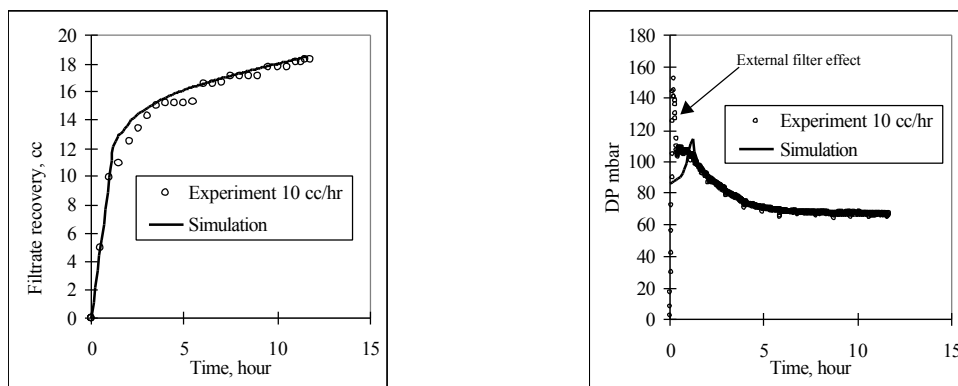 20
18
16
14
12
10
8
6
4
2
0
Filtrate recovery, cc
Experiment 10 cc/hr
Simulation
0 5 10 15
Time, hour
180
160
140
120
100
80
60
40
20
0
DP mbar
External filter effect
Experiment 10 cc/hr
Simulation
0 5 10 15
Time, hour